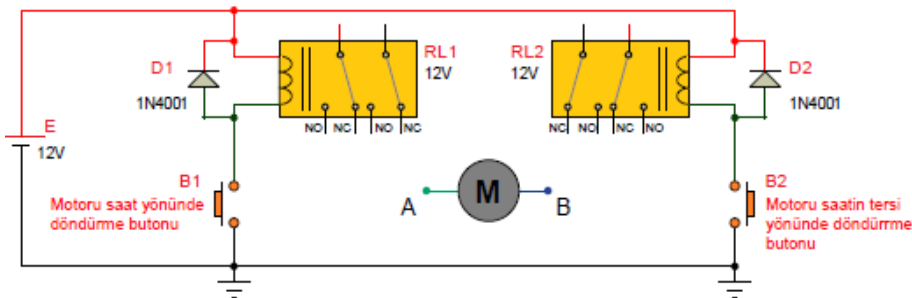 RL1
12V
RL2
12V
D1
1N4001
D2
1N4001
NO
NC
NO
NC
NC
NO
NC
NO
E
12V
B1
Motoru saat yönünde
döndürme butonu
A
M
B
B2
Motoru saatin tersi
yönünde döndürrme
butonu